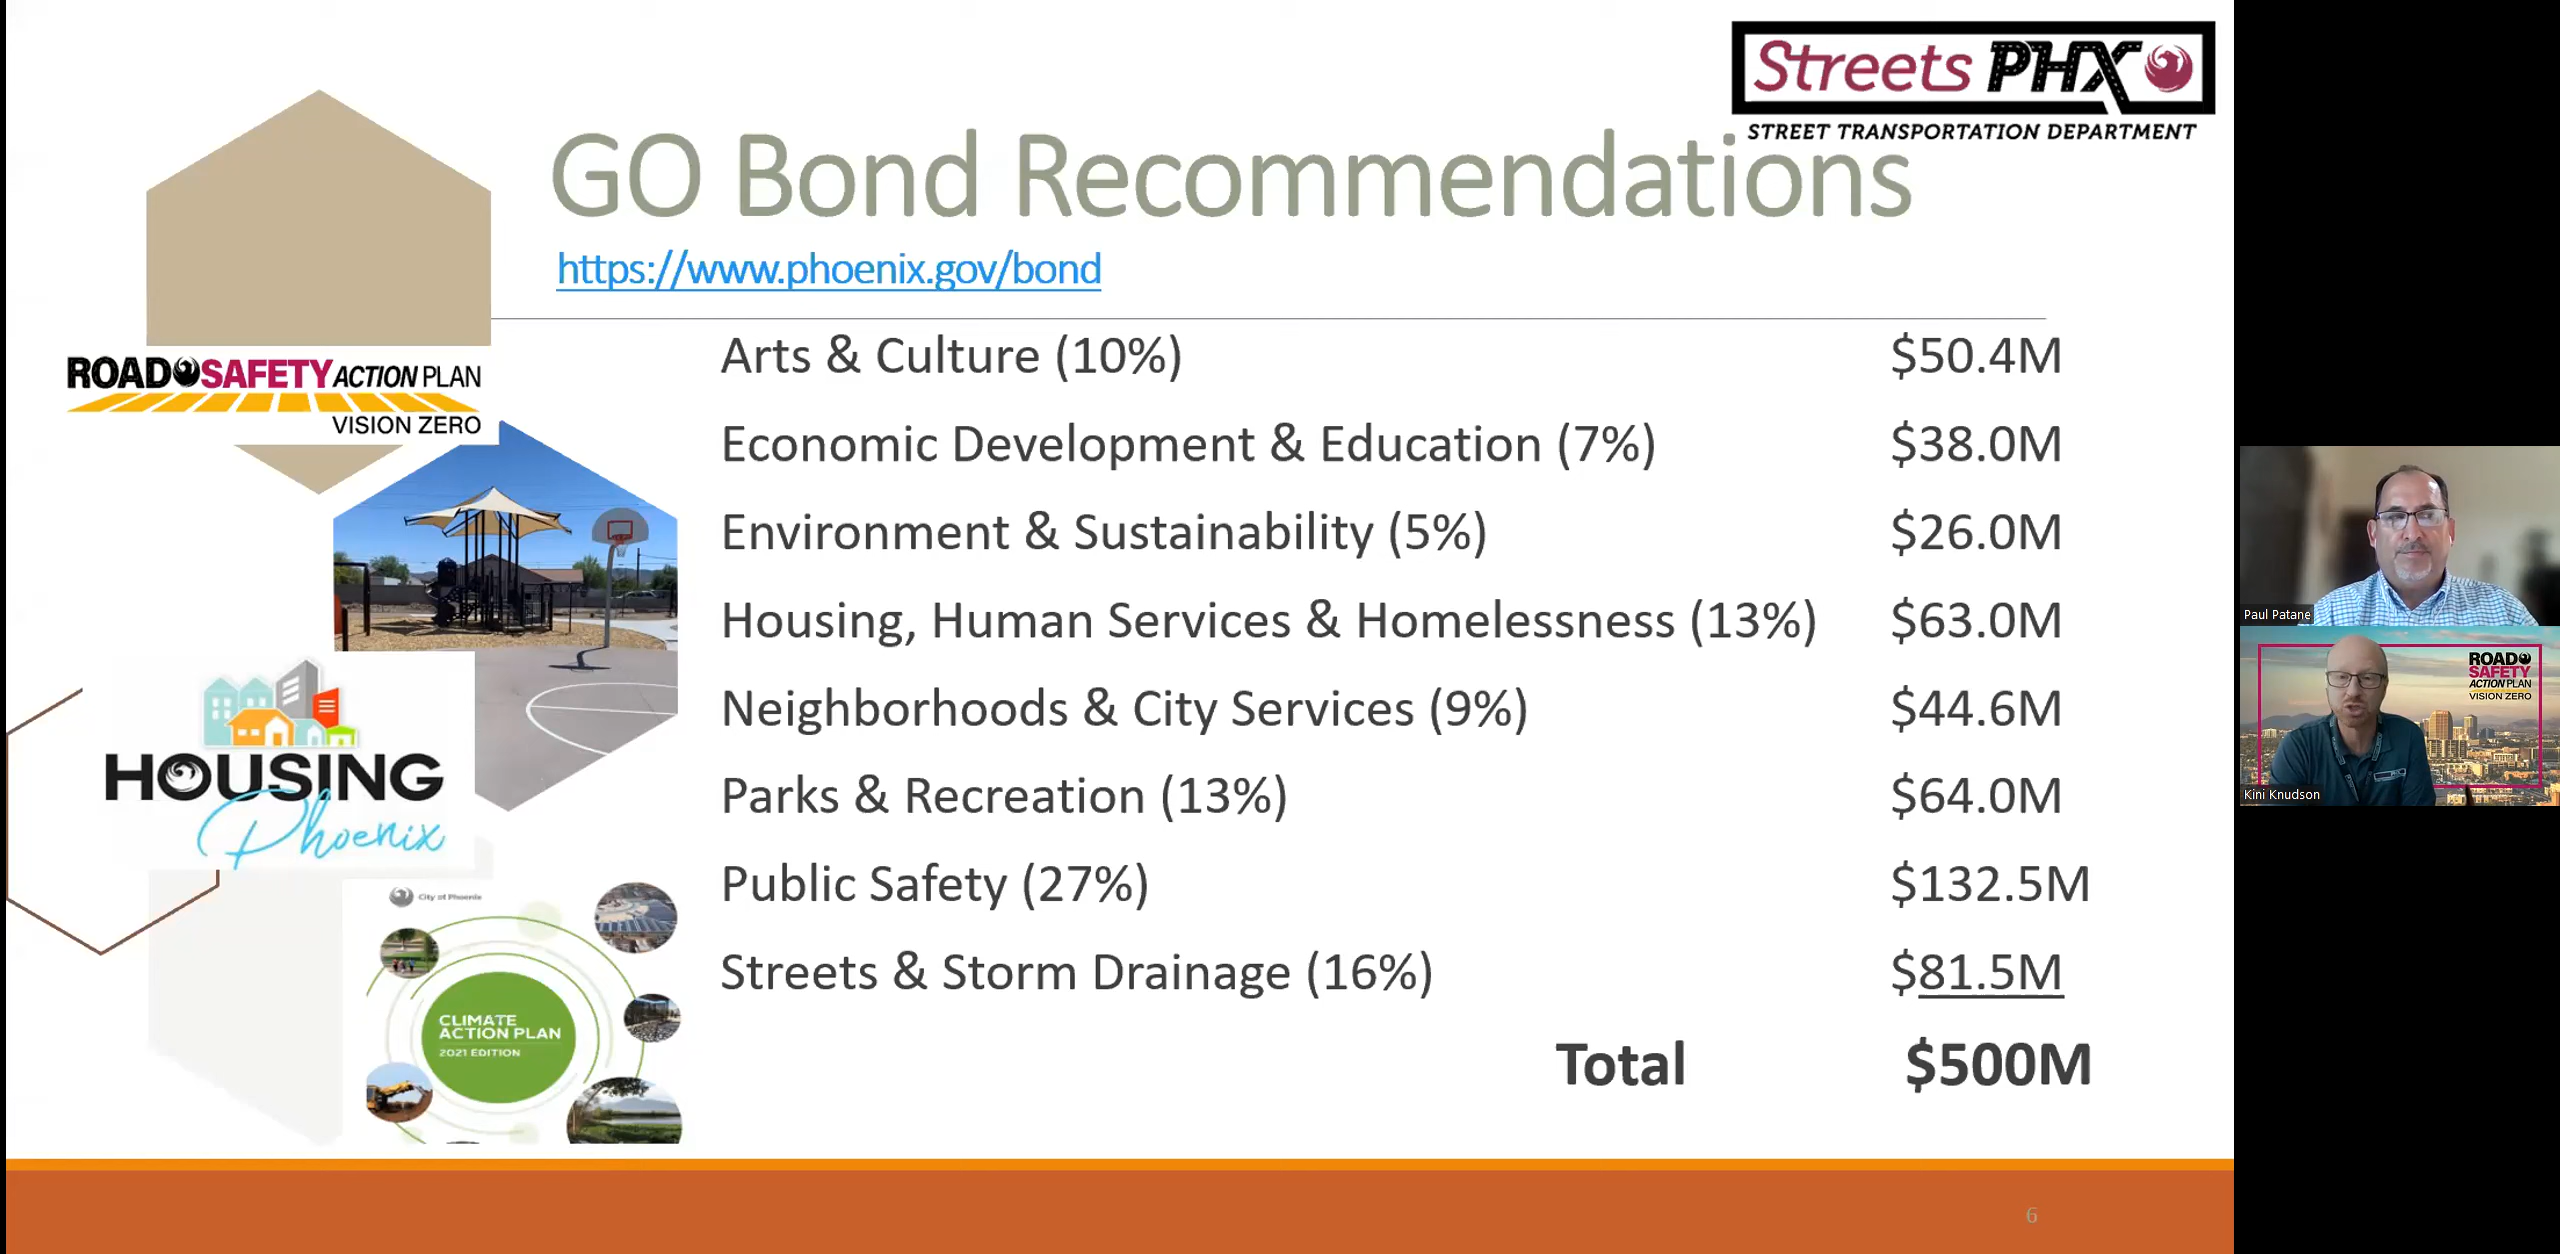 Streets PHX
STREET TRANSPORTATION DEPARTMENT
GO Bond Recommendations
https://www.phoenix.gov/bond
Arts & Culture (10%) $50.4M
Economic Development & Education (7%) $38.0M
Environment & Sustainability (5%) $26.0M
Housing, Human Services & Homelessness (13%) $63.0M
Neighborhoods & City Services (9%) $44.6M
Parks & Recreation (13%) $64.0M
Public Safety (27%) $132.5M
Streets & Storm Drainage (16%) $81.5M
Total $500M
ROAD SAFETY ACTION PLAN
VISION ZERO
HOUSING
Phoenix
City of Phoenix
CLIMATE
ACTION PLAN
2021 EDITION
6
Paul Patane
ROAD
SAFETY
ACTION PLAN
VISION ZERO
Kini Knudson